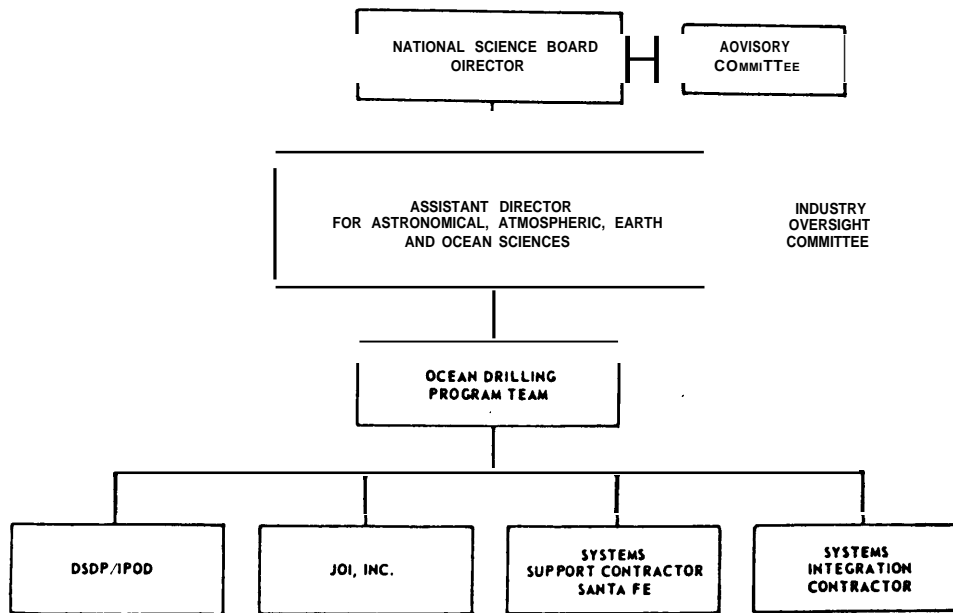 NATIONAL SCIENCE BOARD
OIRECTOR
AOVISORY
COMMITTEE
ASSISTANT DIRECTOR
FOR ASTRONOMICAL, ATMOSPHERIC, EARTH
AND OCEAN SCIENCES
INDUSTRY
OVERSIGHT
COMMITTEE
OCEAN DRILLING
PROGRAM TEAM
DSDP/IPOD
JOI, INC.
SYSTEMS
SUPPORT CONTRACTOR
SANTA FE
SYSTEMS
INTEGRATION
CONTRACTOR